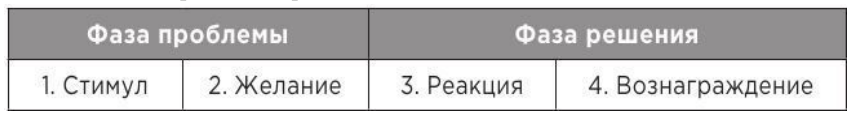 Фаза проблемы Фаза решения
1. Стимул 2. Желание 3. Реакция 4. Вознаграждение